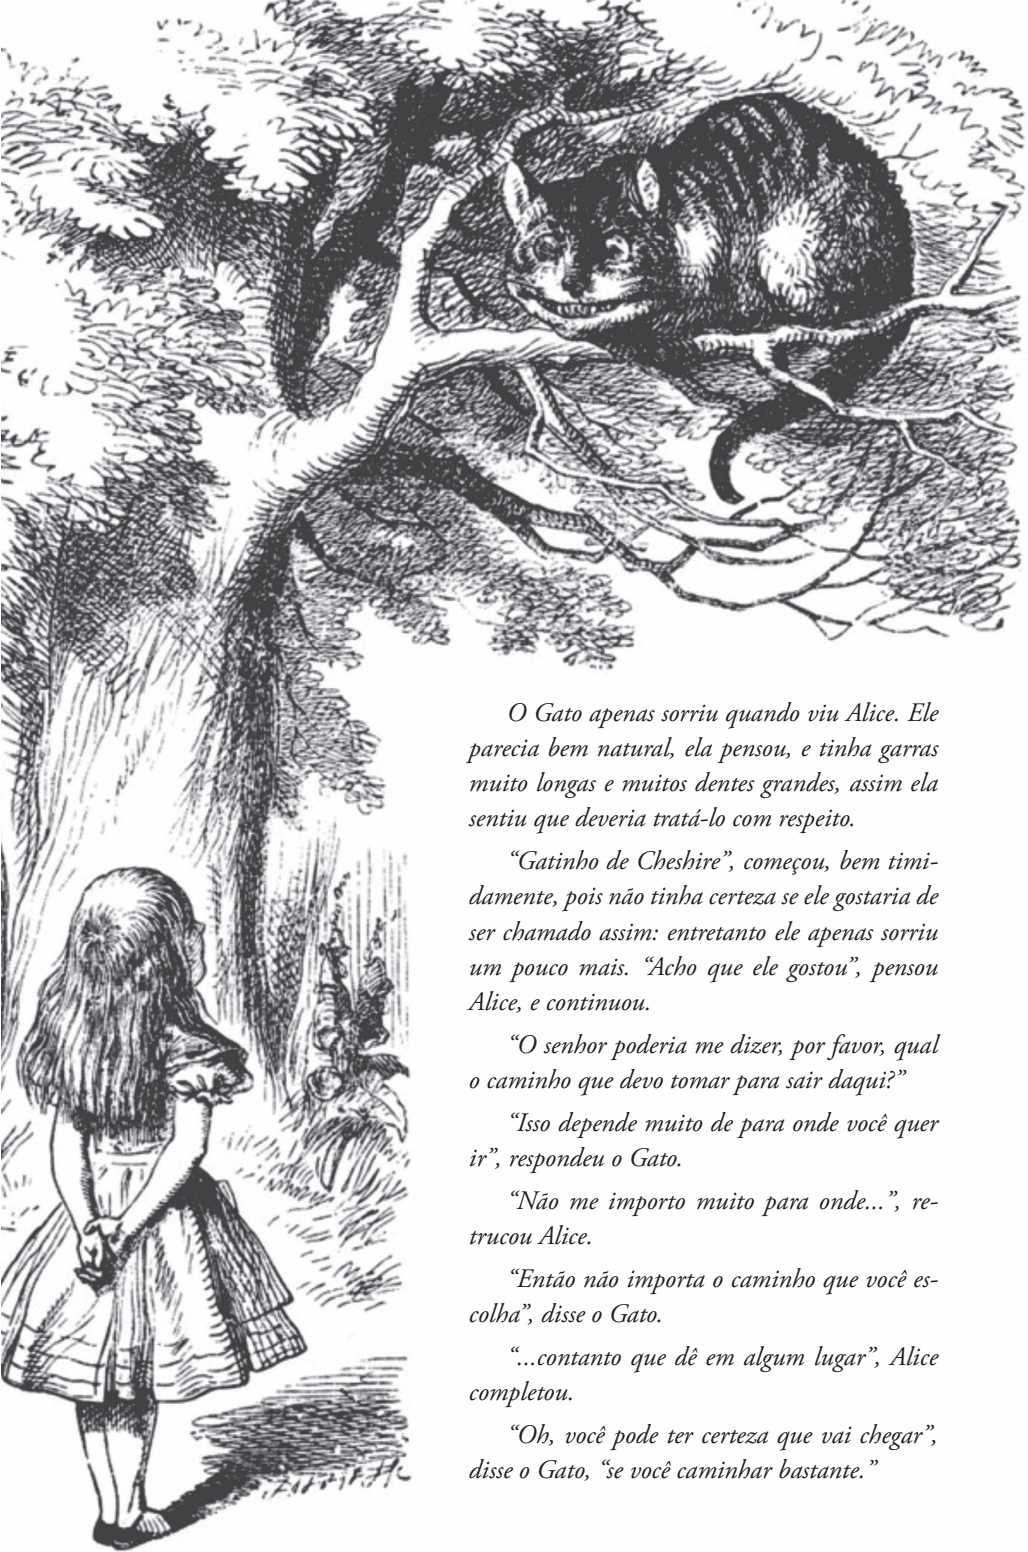 O Gato apenas sorriu quando viu Alice. Ele
parecia bem natural, ela pensou, e tinha garras
muito longas e muitos dentes grandes, assim ela
sentiu que deveria tratá-lo com respeito.
“Gatinho de Cheshire”, começou, bem timi-
damente, pois não tinha certeza se ele gostaria de
ser chamado assim: entretanto ele apenas sorriu
um pouco mais. “Acho que ele gostou”, pensou
Alice, e continuou.
“O senhor poderia me dizer, por favor, qual
o caminho que devo tomar para sair daqui?”
“Isso depende muito de para onde você quer
ir”, respondeu o Gato.
“Não me importo muito para onde...”, re-
trucou Alice.
“Então não importa o caminho que você es-
colha”, disse o Gato.
“...contanto que dê em algum lugar”, Alice
completou.
“Oh, você pode ter certeza que vai chegar”,
disse o Gato, “se você caminhar bastante.”